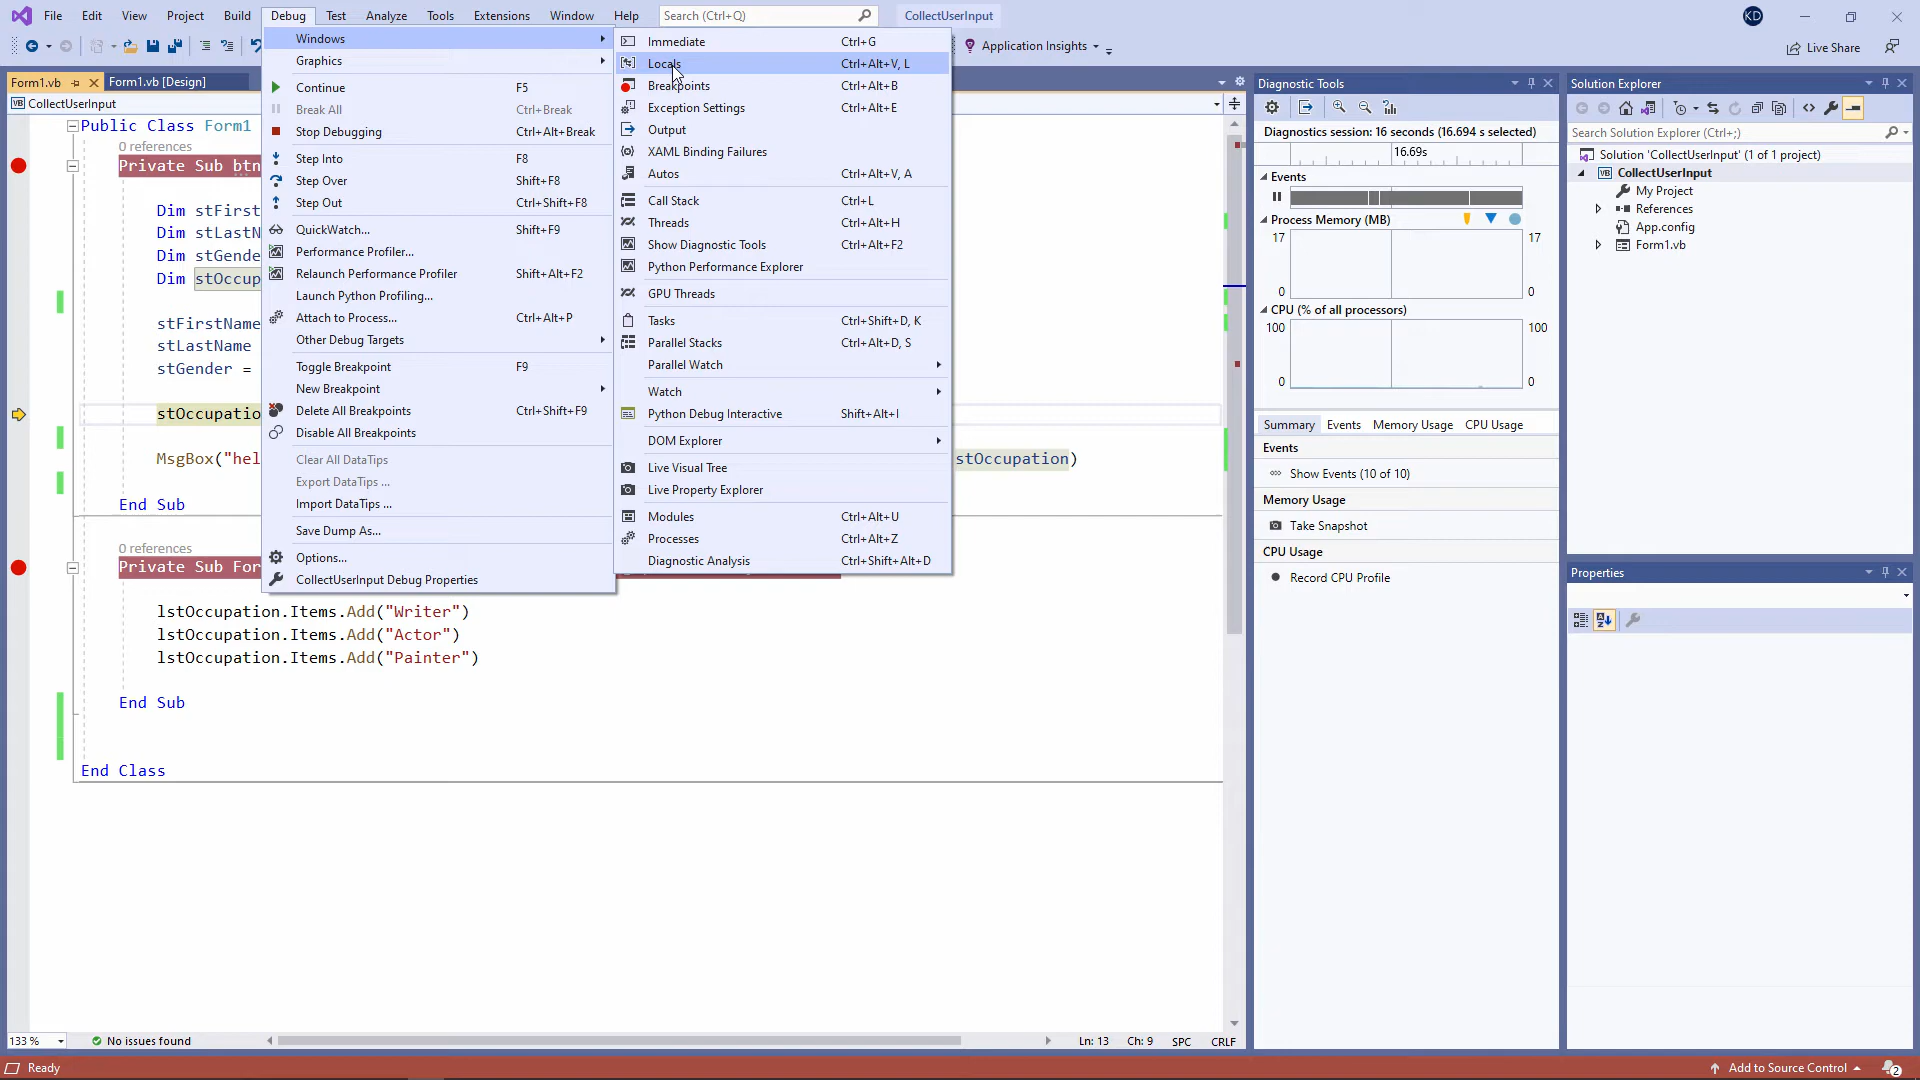 File Edit View Project Build Debug Test Analyze Tools Extensions Window Help Search (Ctrl+Q) CollectUserInput KD
Application Insights Live Share
Form1.vb Form1.vb [Design]
CollectUserInput
Windows
Graphics
Continue F5
Break All Ctrl+Break
Stop Debugging Ctrl+Alt+Break
Step Into F8
Step Over Shift+F8
Step Out Ctrl+Shift+F8
QuickWatch... Shift+F9
Performance Profiler...
Relaunch Performance Profiler Shift+Alt+F2
Launch Python Profiling...
Attach to Process... Ctrl+Alt+P
Other Debug Targets
Toggle Breakpoint F9
New Breakpoint
Delete All Breakpoints Ctrl+Shift+F9
Disable All Breakpoints
Clear All DataTips
Export DataTips ...
Import DataTips ...
Save Dump As...
Options...
CollectUserInput Debug Properties
Immediate Ctrl+G
Locals Ctrl+Alt+V, L
Breakpoints Ctrl+Alt+B
Exception Settings Ctrl+Alt+E
Output
XAML Binding Failures
Autos Ctrl+Alt+V, A
Call Stack Ctrl+L
Threads Ctrl+Alt+H
Show Diagnostic Tools Ctrl+Alt+F2
Python Performance Explorer
GPU Threads
Tasks Ctrl+Shift+D, K
Parallel Stacks Ctrl+Alt+D, S
Parallel Watch
Watch
Python Debug Interactive Shift+Alt+I
DOM Explorer
Live Visual Tree
Live Property Explorer
Modules Ctrl+Alt+U
Processes Ctrl+Alt+Z
Diagnostic Analysis Ctrl+Shift+Alt+D
Public Class Form1
0 references
Private Sub btn
Dim stFirst
Dim stLastN
Dim stGende
Dim stOccup
stFirstName
stLastName
stGender =
stOccupatio
MsgBox("hel stOccupation)
End Sub
0 references
Private Sub For
lstOccupation.Items.Add("Writer")
lstOccupation.Items.Add("Actor")
lstOccupation.Items.Add("Painter")
End Sub
End Class
133 % No issues found Ln: 13 Ch: 9 SPC CRLF
Diagnostic Tools
Diagnostics session: 16 seconds (16.694 s selected)
16.69s
Events
Process Memory (MB)
17 17
0 0
CPU (% of all processors)
100 100
0 0
Summary Events Memory Usage CPU Usage
Events
Show Events (10 of 10)
Memory Usage
Take Snapshot
CPU Usage
Record CPU Profile
Solution Explorer
Search Solution Explorer (Ctrl+;)
Solution 'CollectUserInput' (1 of 1 project)
VB CollectUserInput
My Project
References
App.config
Form1.vb
Properties
Ready Add to Source Control 2